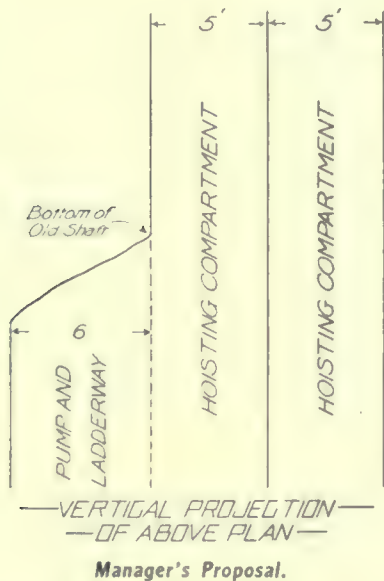 5' 5'
HOISTING COMPARTMENT
HOISTING COMPARTMENT
Bottom of
Old Shaft
6
PUMP AND
LADDERWAY
VERTICAL PROJECTION
OF ABOVE PLAN
Manager's Proposal.